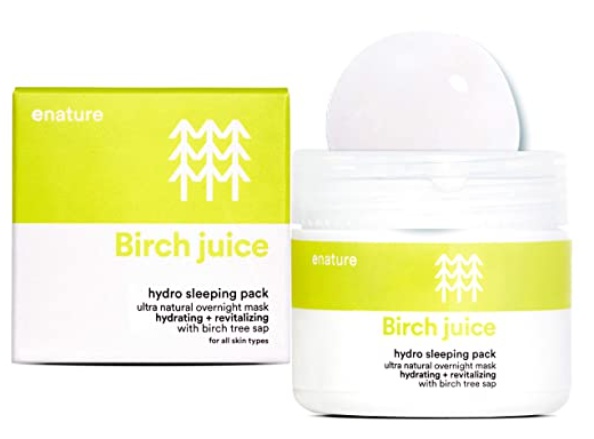 enature
Birch juice
hydro sleeping pack
ultra natural overnight mask
hydrating + revitalizing
with birch tree sap
for all skin types
enature
Birch juice
hydro sleeping pack
ultra natural overnight mask
hydrating + revitalizing
with birch tree sap